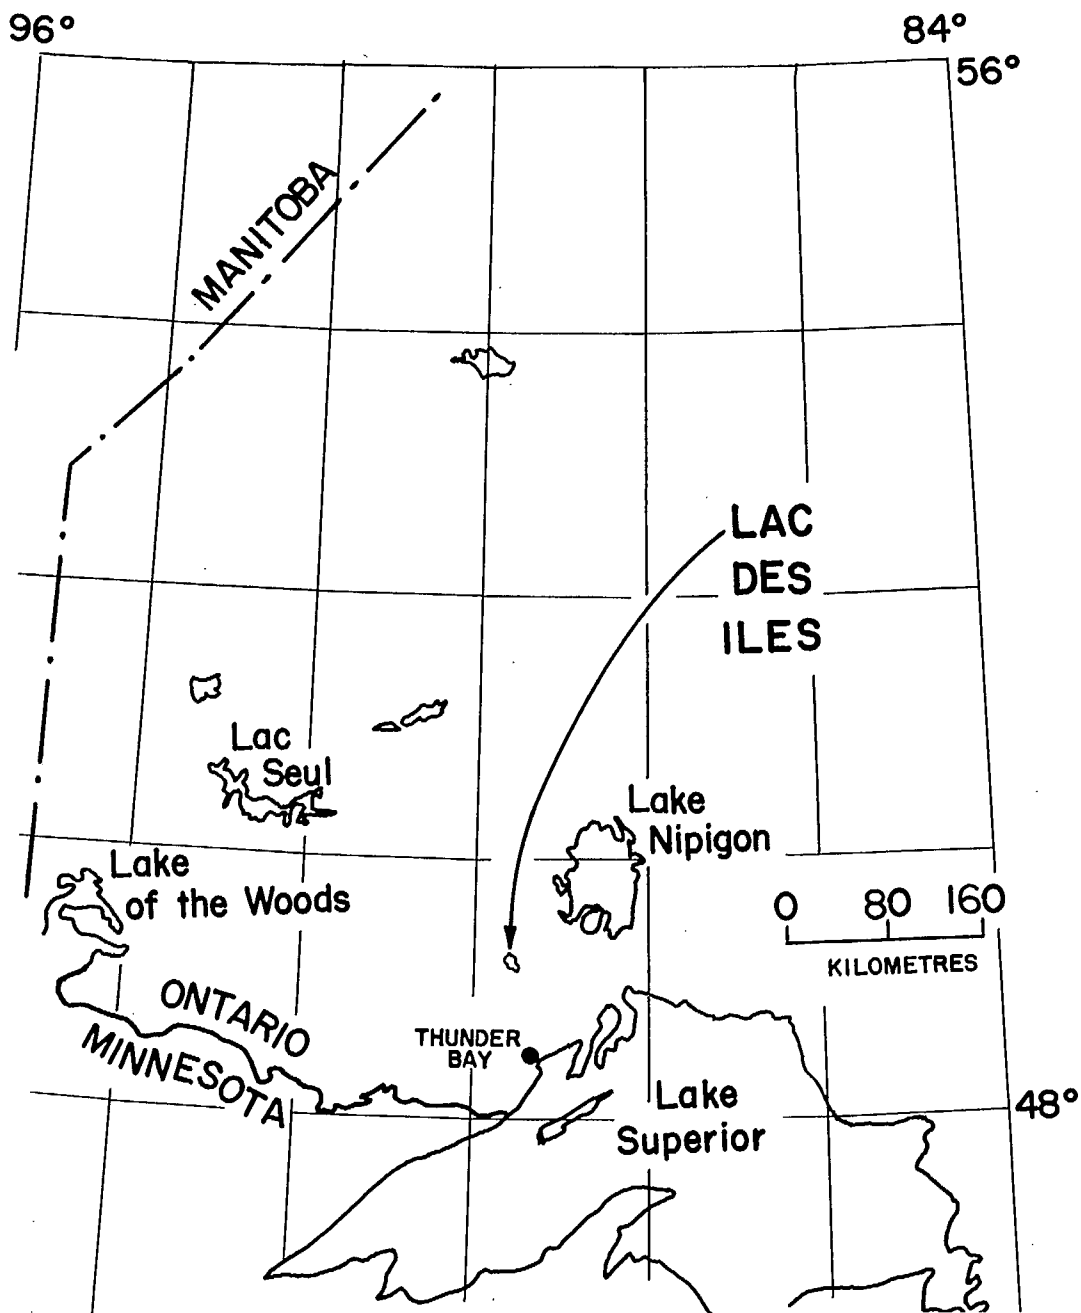 96°
84°
56°
MANITOBA
LAC
DES
ILES
Lac
Seul
Lake
Nipigon
Lake
of the Woods
0 80 160
KILOMETRES
ONTARIO
MINNESOTA
THUNDER
BAY
Lake
Superior
48°